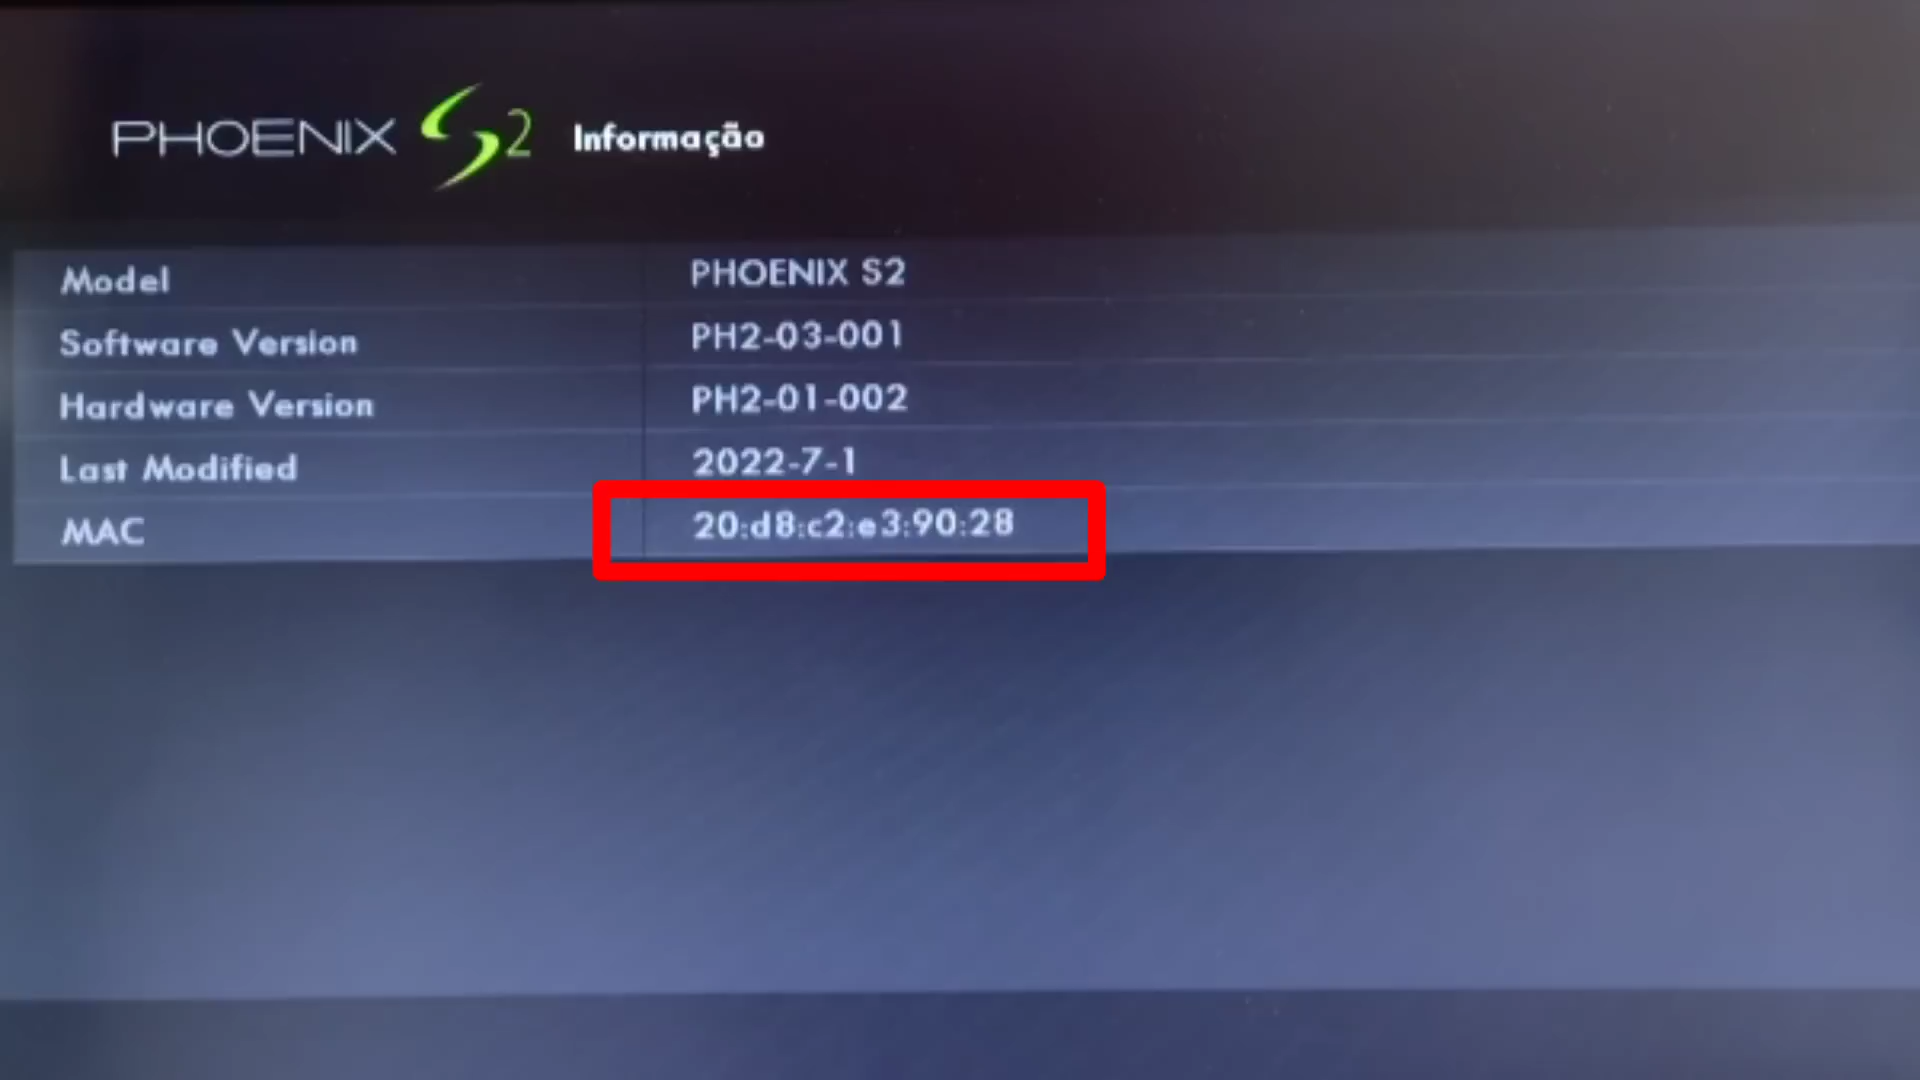 PHOENIX S2 Informação
Model PHOENIX S2
Software Version PH2-03-001
Hardware Version PH2-01-002
Last Modified 2022-7-1
MAC 20:d8:c2:e3:90:28